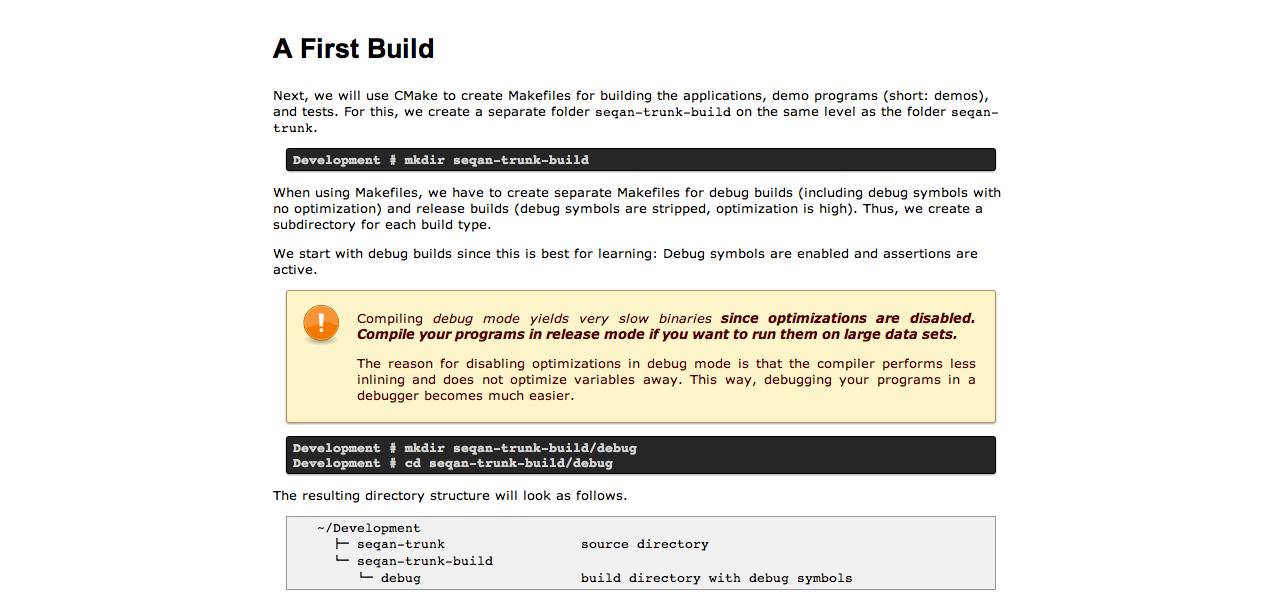 A First Build
Next, we will use CMake to create Makefiles for building the applications, demo programs (short: demos),
and tests. For this, we create a separate folder seqan-trunk-build on the same level as the folder seqan-
trunk.
Development # mkdir seqan-trunk-build
When using Makefiles, we have to create separate Makefiles for debug builds (including debug symbols with
no optimization) and release builds (debug symbols are stripped, optimization is high). Thus, we create a
subdirectory for each build type.
We start with debug builds since this is best for learning: Debug symbols are enabled and assertions are
active.
!
Compiling debug mode yields very slow binaries since optimizations are disabled.
Compile your programs in release mode if you want to run them on large data sets.
The reason for disabling optimizations in debug mode is that the compiler performs less
inlining and does not optimize variables away. This way, debugging your programs in a
debugger becomes much easier.
Development # mkdir seqan-trunk-build/debug
Development # cd seqan-trunk-build/debug
The resulting directory structure will look as follows.
~/Development
├─ seqan-trunk source directory
└─ seqan-trunk-build
└─ debug build directory with debug symbols